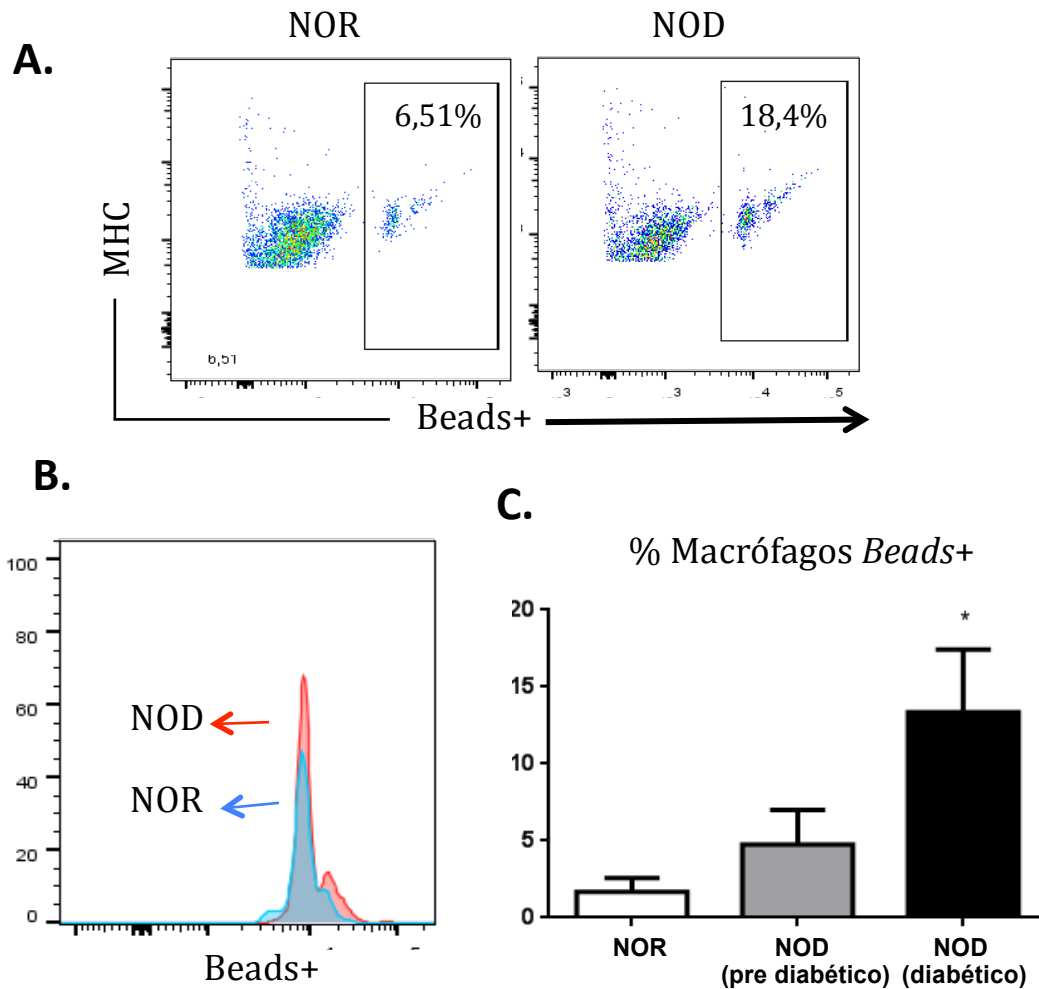 NOR NOD
A.
6,51% 18,4%
MHC
6,51
Beads+
B.
C.
% Macrófagos Beads+
100
80
60
40
20
0
NOD
NOR
Beads+
20
15
10
5
0
*
NOR
NOD
(pre diabético)
NOD
(diabético)